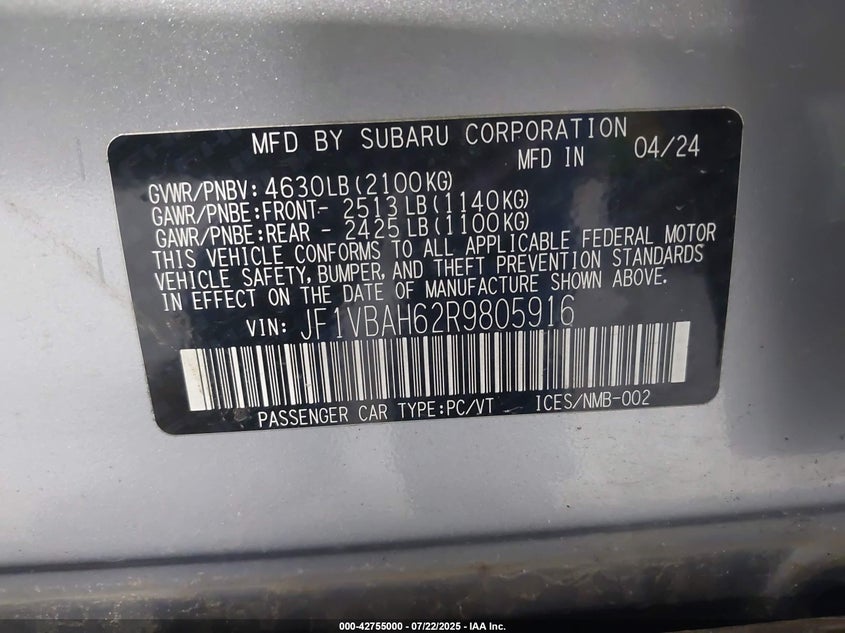 MFD BY SUBARU CORPORATION
MFD IN 04/24
GVWR/PNBV: 4630LB(2100KG)
GAWR/PNBE:FRONT- 2513LB(1140KG)
GAWR/PNBE:REAR - 2425LB(1100KG)
THIS VEHICLE CONFORMS TO ALL APPLICABLE FEDERAL MOTOR
VEHICLE SAFETY, BUMPER, AND THEFT PREVENTION STANDARDS
IN EFFECT ON THE DATE OF MANUFACTURE SHOWN ABOVE.
VIN: JF1VBAH62R9805916
PASSENGER CAR TYPE:PC/VT ICES/NMB-002
000-42755000 - 07/22/2025 - IAA Inc.